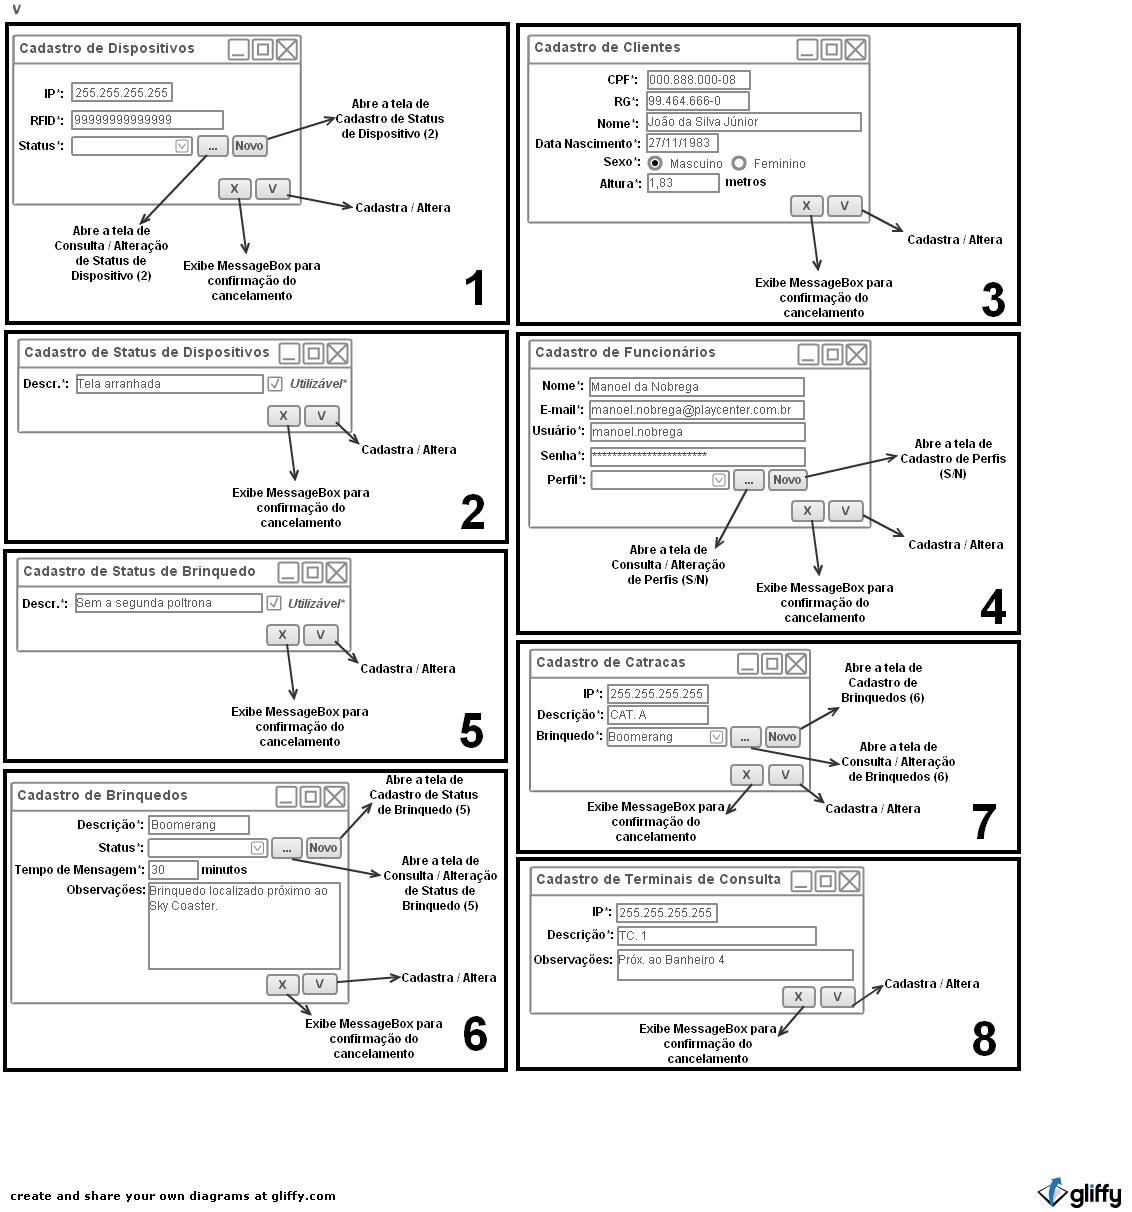 v
Cadastro de Dispositivos
IP*: 255.255.255.255
RFID*: 99999999999999
Status*: ... Novo
X V
Abre a tela de
Cadastro de Status
de Dispositivo (2)
Cadastra / Altera
Abre a tela de
Consulta / Alteração
de Status de
Dispositivo (2)
Exibe MessageBox para
confirmação do
cancelamento
1
Cadastro de Clientes
CPF*: 000.888.000-08
RG*: 99.464.666-0
Nome*: João da Silva Júnior
Data Nascimento*: 27/11/1983
Sexo*: Mascuino Feminino
Altura*: 1,83 metros
X V
Cadastra / Altera
Exibe MessageBox para
confirmação do
cancelamento
3
Cadastro de Status de Dispositivos
Descr.*: Tela arranhada Utilizável*
X V
Cadastra / Altera
Exibe MessageBox para
confirmação do
cancelamento
2
Cadastro de Funcionários
Nome*: Manoel da Nobrega
E-mail*: manoel.nobrega@playcenter.com.br
Usuário*: manoel.nobrega
Senha*: ***********************
Perfil*: ... Novo
X V
Abre a tela de
Cadastro de Perfis
(S/N)
Cadastra / Altera
Abre a tela de
Consulta / Alteração
de Perfis (S/N)
Exibe MessageBox para
confirmação do
cancelamento
4
Cadastro de Status de Brinquedo
Descr.*: Sem a segunda poltrona Utilizável*
X V
Cadastra / Altera
Exibe MessageBox para
confirmação do
cancelamento
5
Cadastro de Catracas
IP*: 255.255.255.255
Descrição*: CAT. A
Brinquedo*: Boomerang ... Novo
X V
Abre a tela de
Cadastro de
Brinquedos (6)
Abre a tela de
Consulta / Alteração
de Brinquedos (6)
Cadastra / Altera
Exibe MessageBox para
confirmação do
cancelamento
7
Cadastro de Brinquedos
Descrição*: Boomerang
Status*: ... Novo
Tempo de Mensagem*: 30 minutos
Observações: Brinquedo localizado próximo ao
Sky Coaster.
X V
Abre a tela de
Cadastro de Status
de Brinquedo (5)
Abre a tela de
Consulta / Alteração
de Status de
Brinquedo (5)
Cadastra / Altera
Exibe MessageBox para
confirmação do
cancelamento
6
Cadastro de Terminais de Consulta
IP*: 255.255.255.255
Descrição*: TC. 1
Observações: Próx. ao Banheiro 4
X V
Cadastra / Altera
Exibe MessageBox para
confirmação do
cancelamento
8
create and share your own diagrams at gliffy.com
gliffy